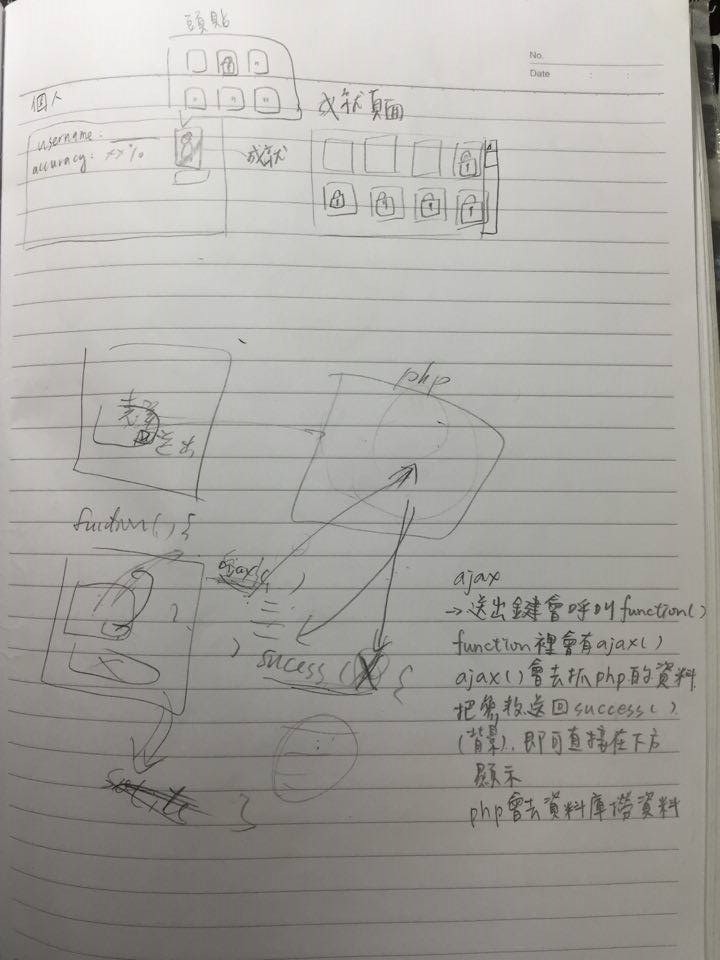 頭貼
No.
Date
個人
成就頁面
username:
accuracy: xx%
成就
php
送出
function(){
ajax(
)
sucess (X){
}
ajax
→送出鍵會呼叫function()
function裡會有ajax()
ajax()會去抓php的資料
把參數送回success()
(背景), 即可直接在下方
顯示
php會去資料庫撈資料